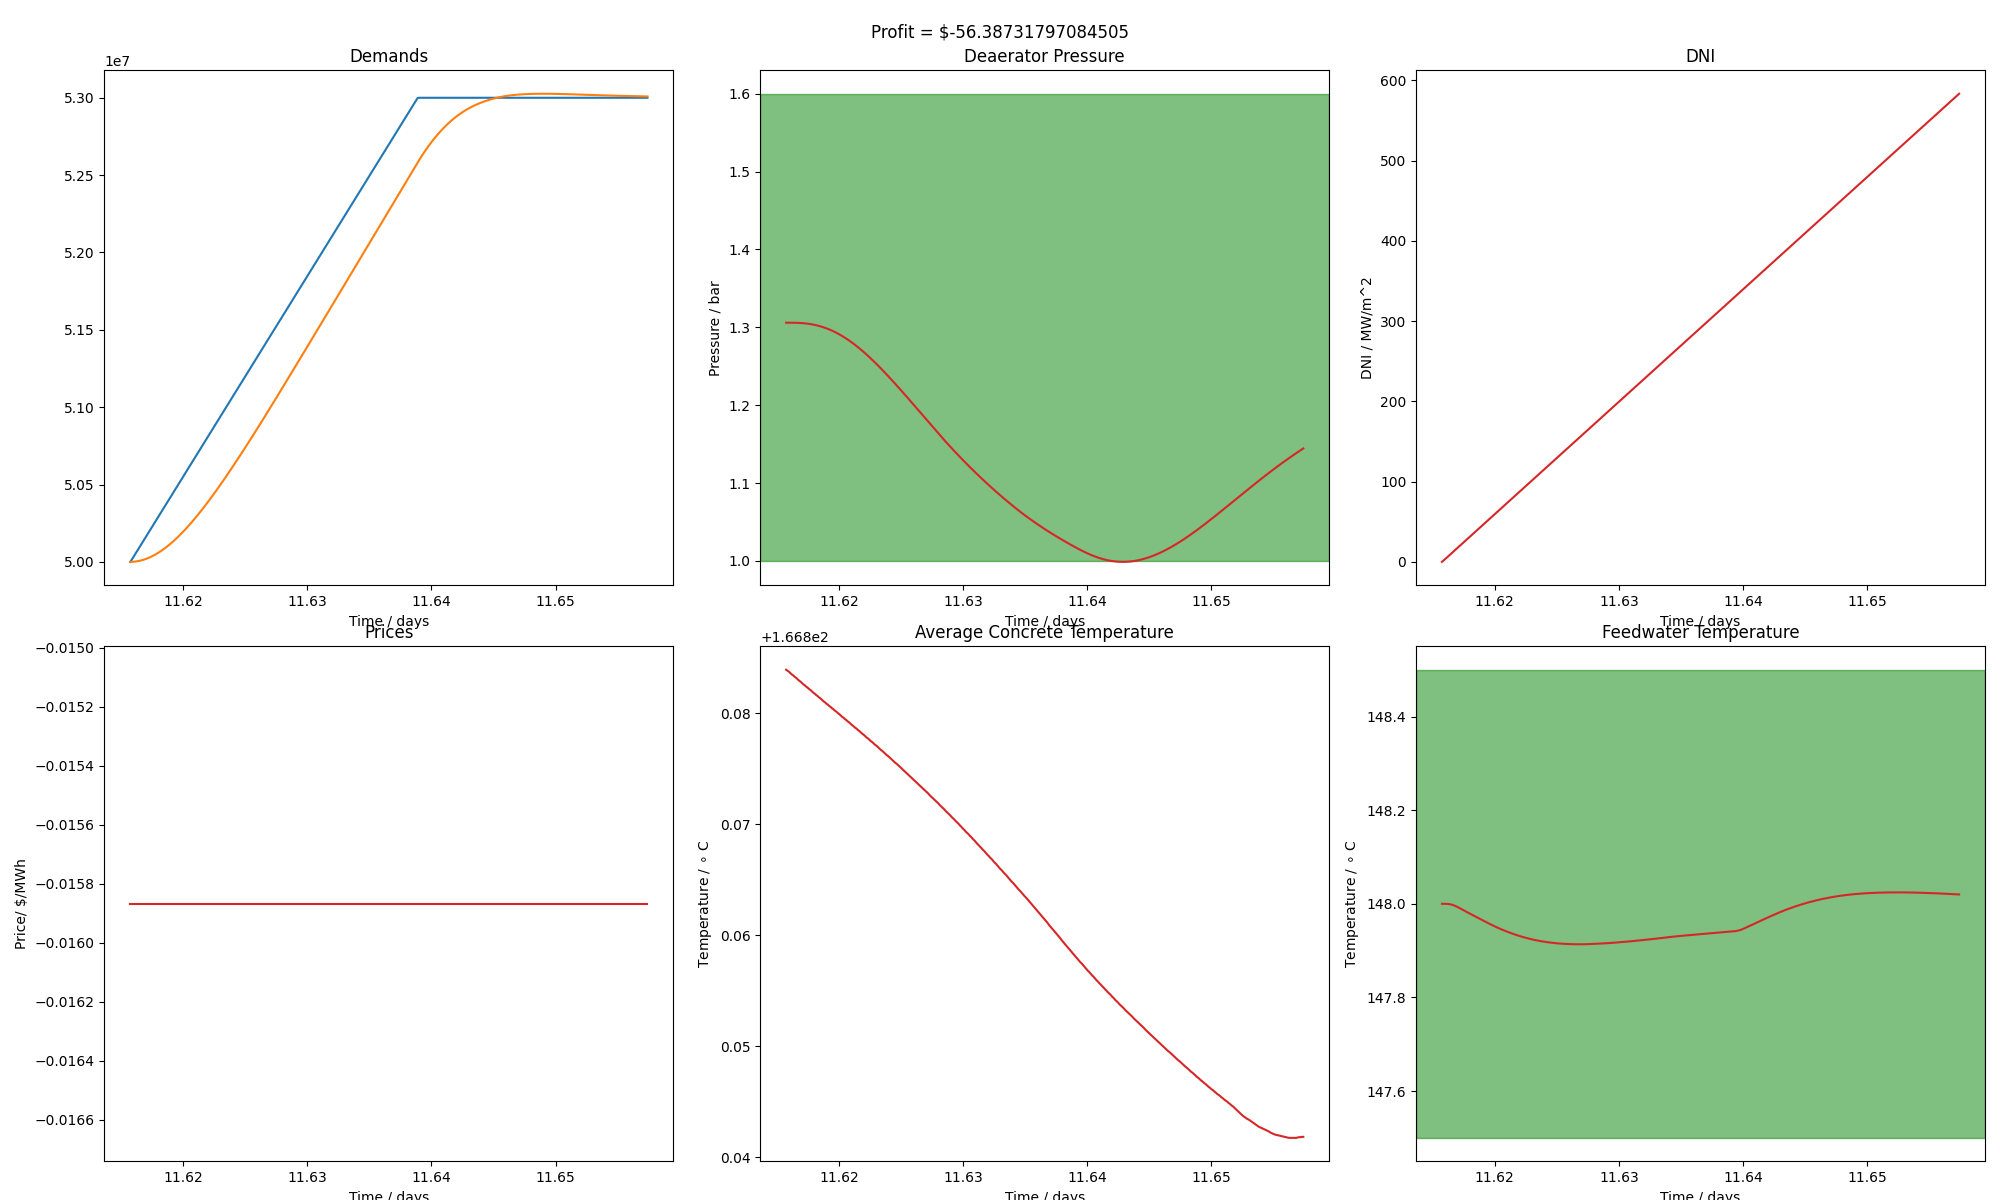 Profit = $-56.38731797084505
Demands
1e7
5.30
5.25
5.20
5.15
5.10
5.05
5.00
11.62 11.63 11.64 11.65
Time / days
Deaerator Pressure
Pressure / bar
1.6
1.5
1.4
1.3
1.2
1.1
1.0
11.62 11.63 11.64 11.65
Time / days
DNI
DNI / MW/m^2
600
500
400
300
200
100
0
11.62 11.63 11.64 11.65
Time / days
Prices
Price/ $/MWh
−0.0150
−0.0152
−0.0154
−0.0156
−0.0158
−0.0160
−0.0162
−0.0164
−0.0166
11.62 11.63 11.64 11.65
Time / days
Average Concrete Temperature
+1.668e2
Temperature / ∘ C
0.08
0.07
0.06
0.05
0.04
11.62 11.63 11.64 11.65
Time / days
Feedwater Temperature
Temperature / ∘ C
148.4
148.2
148.0
147.8
147.6
11.62 11.63 11.64 11.65
Time / days